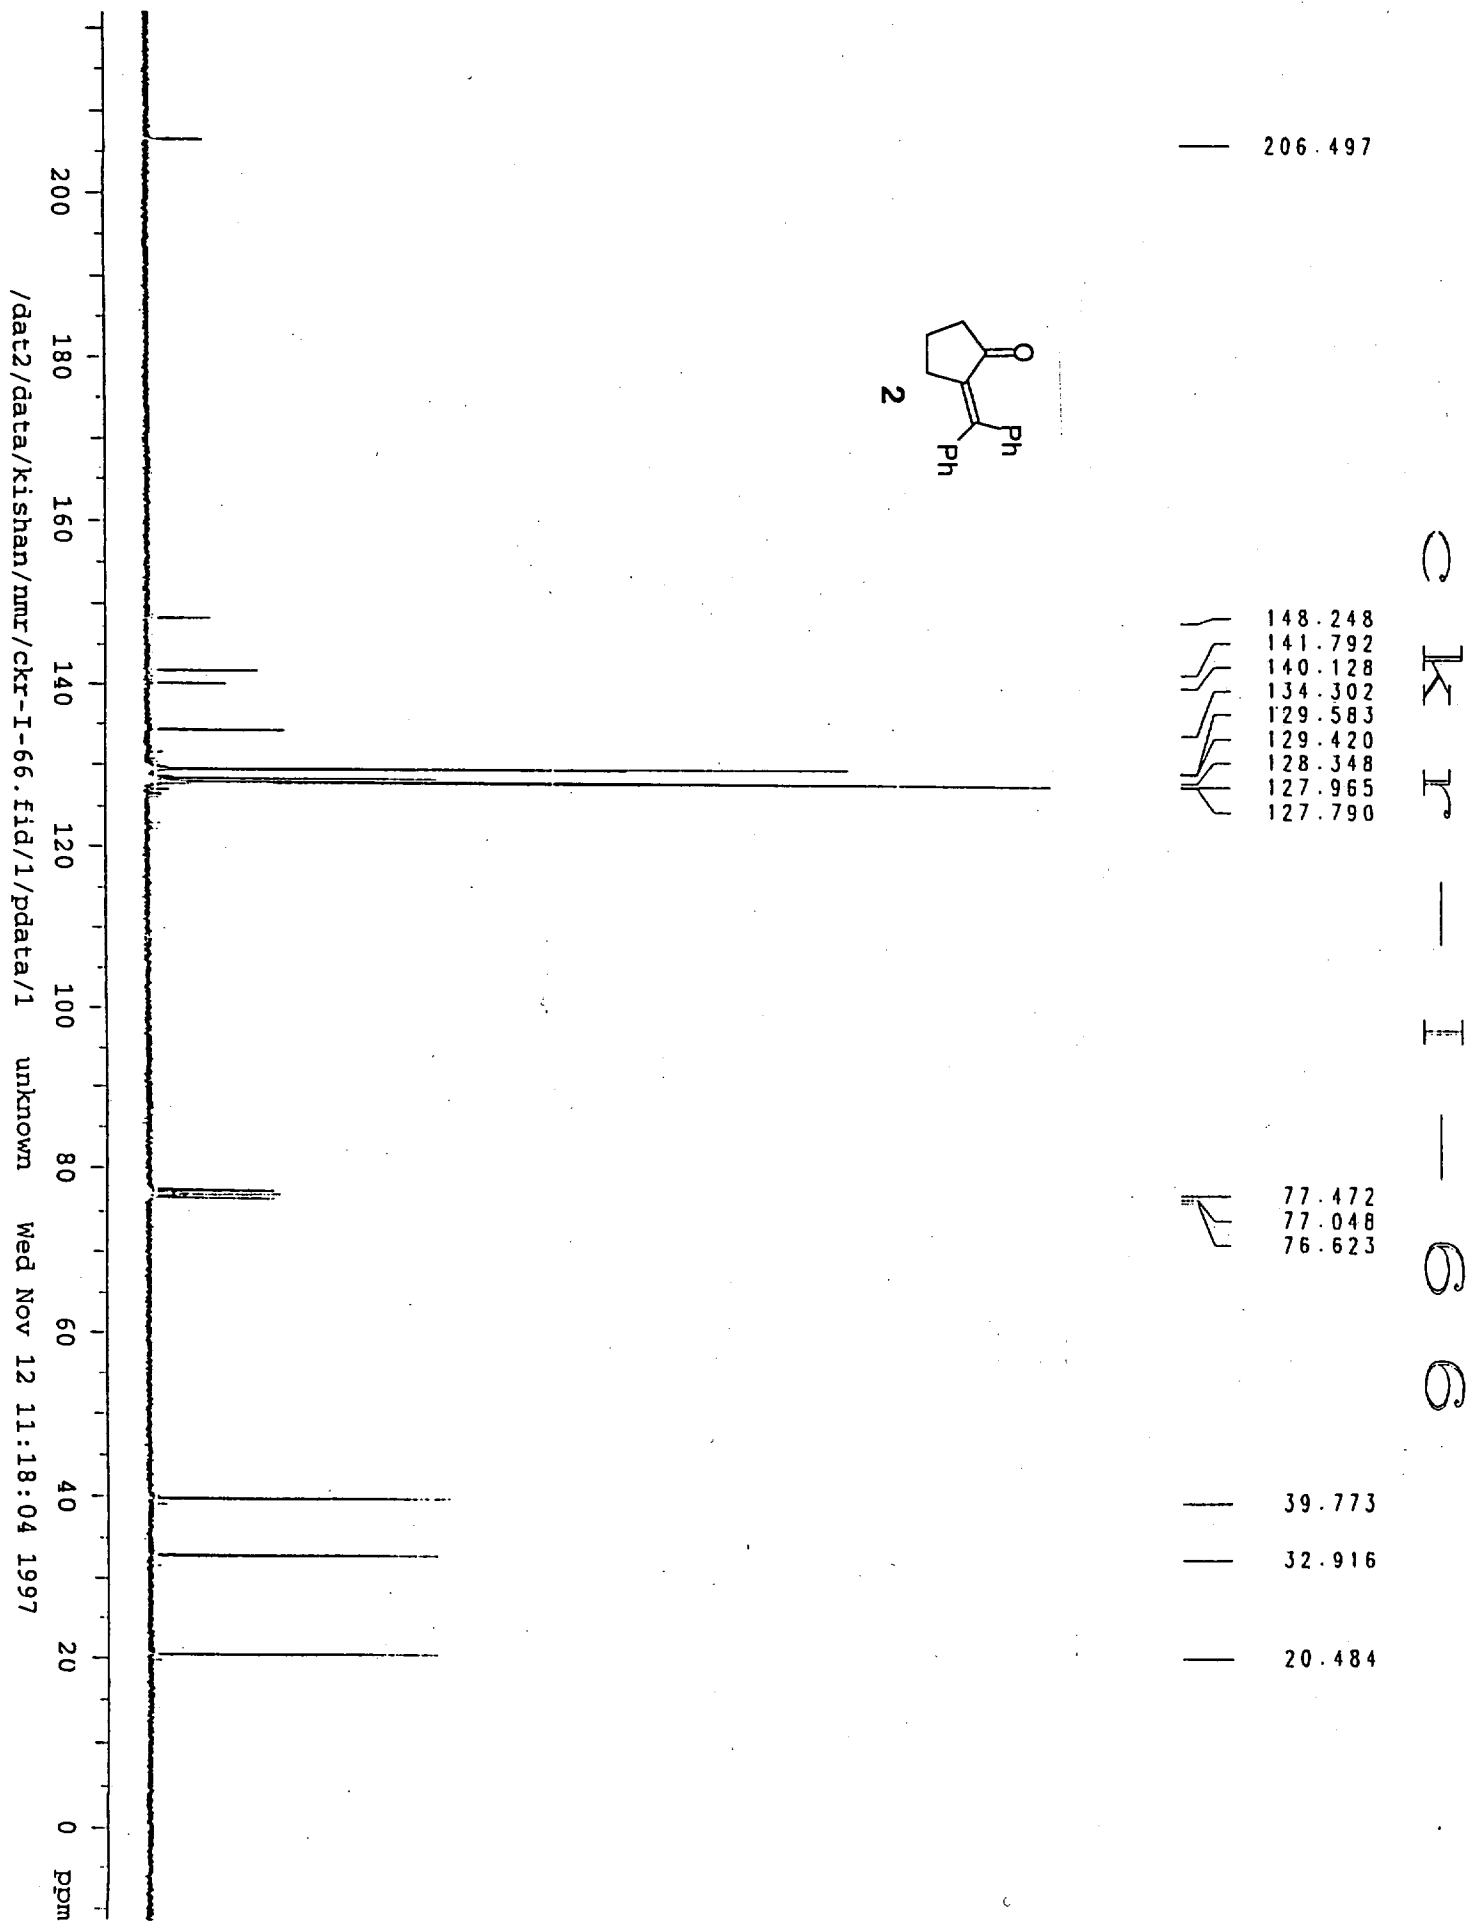 Ckr-I-66
206.497
148.248
141.792
140.128
134.302
129.583
129.420
128.348
127.965
127.790
77.472
77.048
76.623
39.773
32.916
20.484
O
Ph
Ph
2
200 180 160 140 120 100 80 60 40 20 0 ppm
/dat2/data/kishan/nmr/ckr-I-66.fid/1/pdata/1 unknown Wed Nov 12 11:18:04 1997